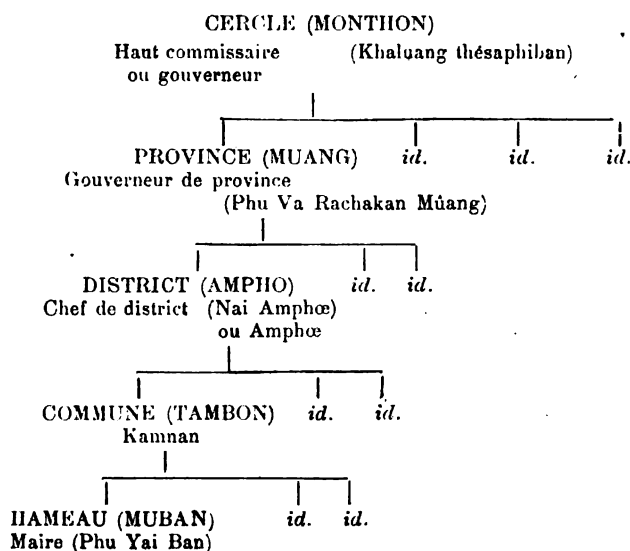 CERCLE (MONTHON)
Haut commissaire (Khaluang thésaphiban)
ou gouverneur
PROVINCE (MUANG) id. id. id.
Gouverneur de province
(Phu Va Rachakan Mûang)
DISTRICT (AMPHO) id. id.
Chef de district (Nai Amphœ)
ou Amphœ
COMMUNE (TAMBON) id. id.
Kamnan
HAMEAU (MUBAN) id. id.
Maire (Phu Yai Ban)